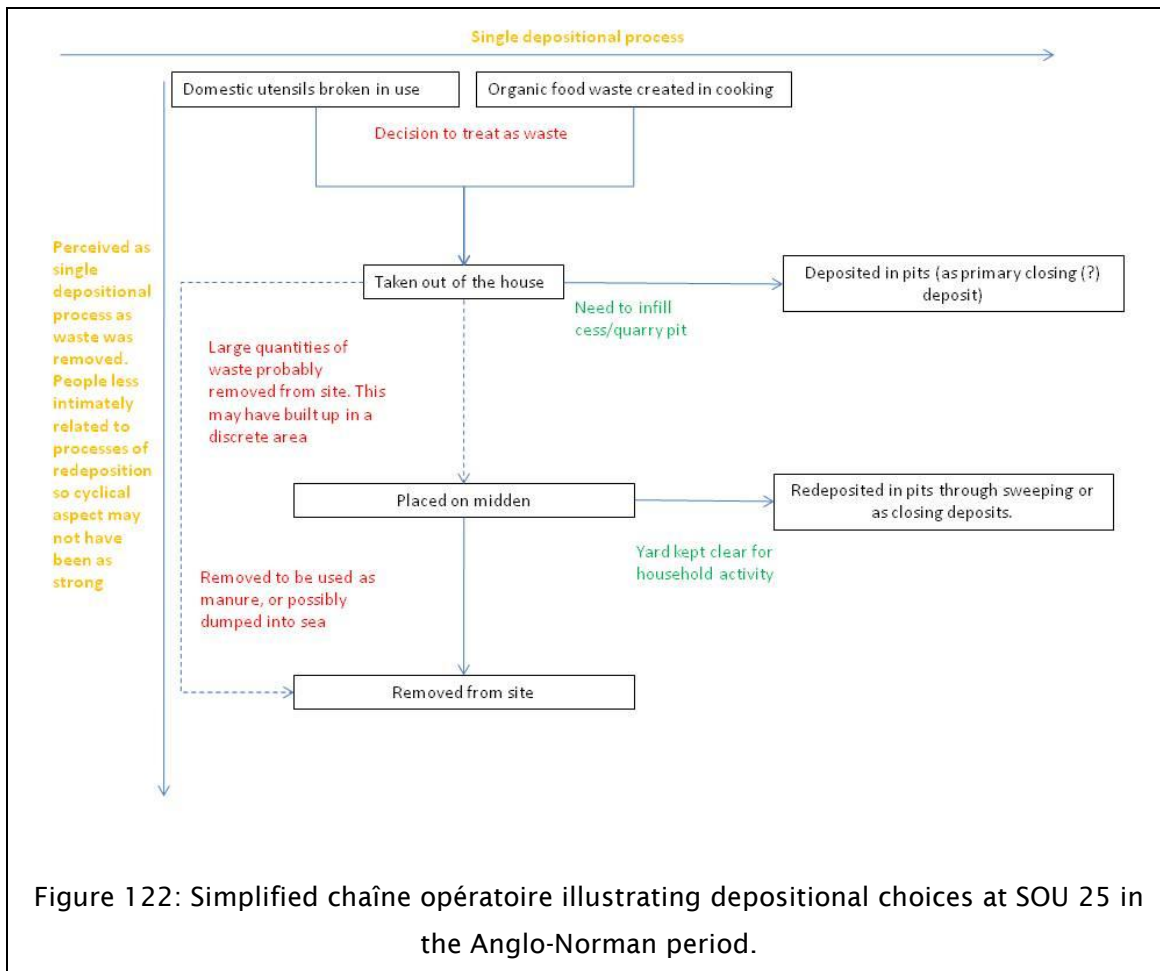 Single depositional process
Domestic utensils broken in use
Organic food waste created in cooking
Decision to treat as waste
Perceived as
single
depositional
process as
waste was
removed.
People less
intimately
related to
processes of
redeposition
so cyclical
aspect may
not have
been as
strong
Taken out of the house
Deposited in pits (as primary closing (?)
deposit)
Need to infill
cess/quarry pit
Large quantities of
waste probably
removed from site. This
may have built up in a
discrete area
Placed on midden
Redeposited in pits through sweeping or
as closing deposits.
Yard kept clear for
household activity
Removed to be used as
manure, or possibly
dumped into sea
Removed from site
Figure 122: Simplified chaîne opératoire illustrating depositional choices at SOU 25 in
the Anglo-Norman period.